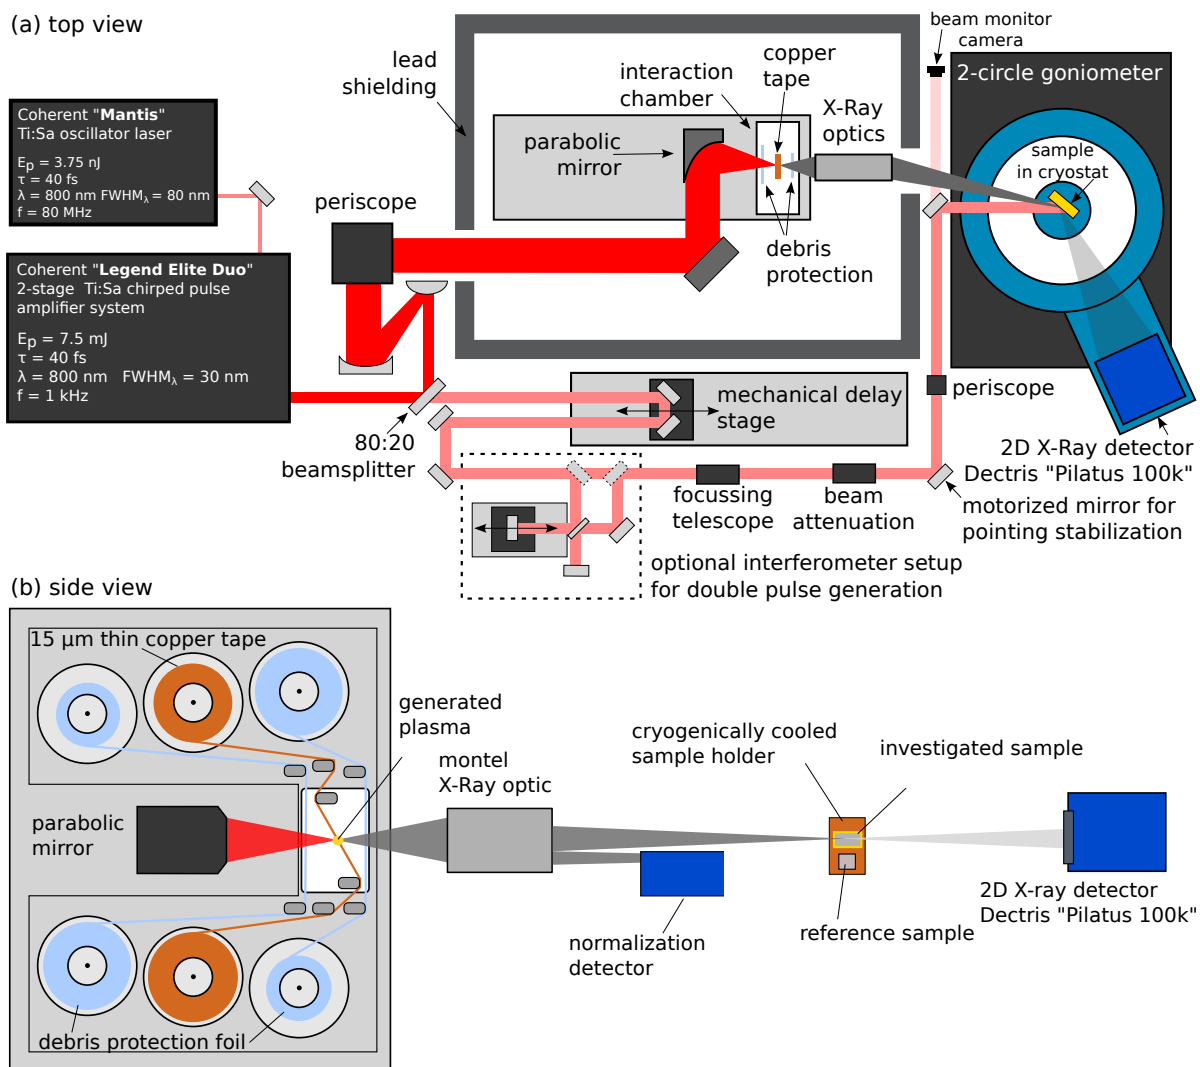 (a) top view
Coherent "Mantis"
Ti:Sa oscillator laser
Ep = 3.75 nJ
τ = 40 fs
λ = 800 nm FWHMλ = 80 nm
f = 80 MHz
Coherent "Legend Elite Duo"
2-stage Ti:Sa chirped pulse
amplifier system
Ep = 7.5 mJ
τ = 40 fs
λ = 800 nm FWHMλ = 30 nm
f = 1 kHz
periscope
lead
shielding
parabolic
mirror
interaction
chamber
copper
tape
X-Ray
optics
debris
protection
beam monitor
camera
2-circle goniometer
sample
in cryostat
80:20
beamsplitter
mechanical delay
stage
periscope
2D X-Ray detector
Dectris "Pilatus 100k"
focussing
telescope
beam
attenuation
motorized mirror for
pointing stabilization
optional interferometer setup
for double pulse generation
(b) side view
15 μm thin copper tape
parabolic
mirror
debris protection foil
generated
plasma
montel
X-Ray optic
normalization
detector
cryogenically cooled
sample holder
investigated sample
reference sample
2D X-ray detector
Dectris "Pilatus 100k"